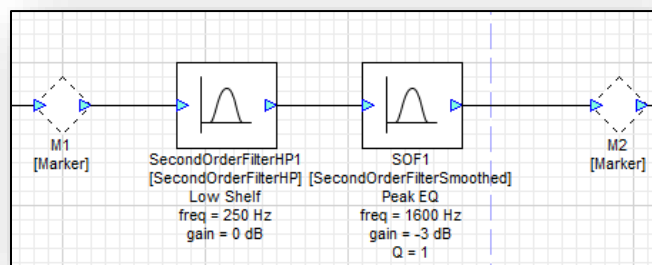 M1
[Marker]
SecondOrderFilterHP1
[SecondOrderFilterHP]
Low Shelf
freq = 250 Hz
gain = 0 dB
SOF1
[SecondOrderFilterSmoothed]
Peak EQ
freq = 1600 Hz
gain = -3 dB
Q = 1
M2
[Marker]